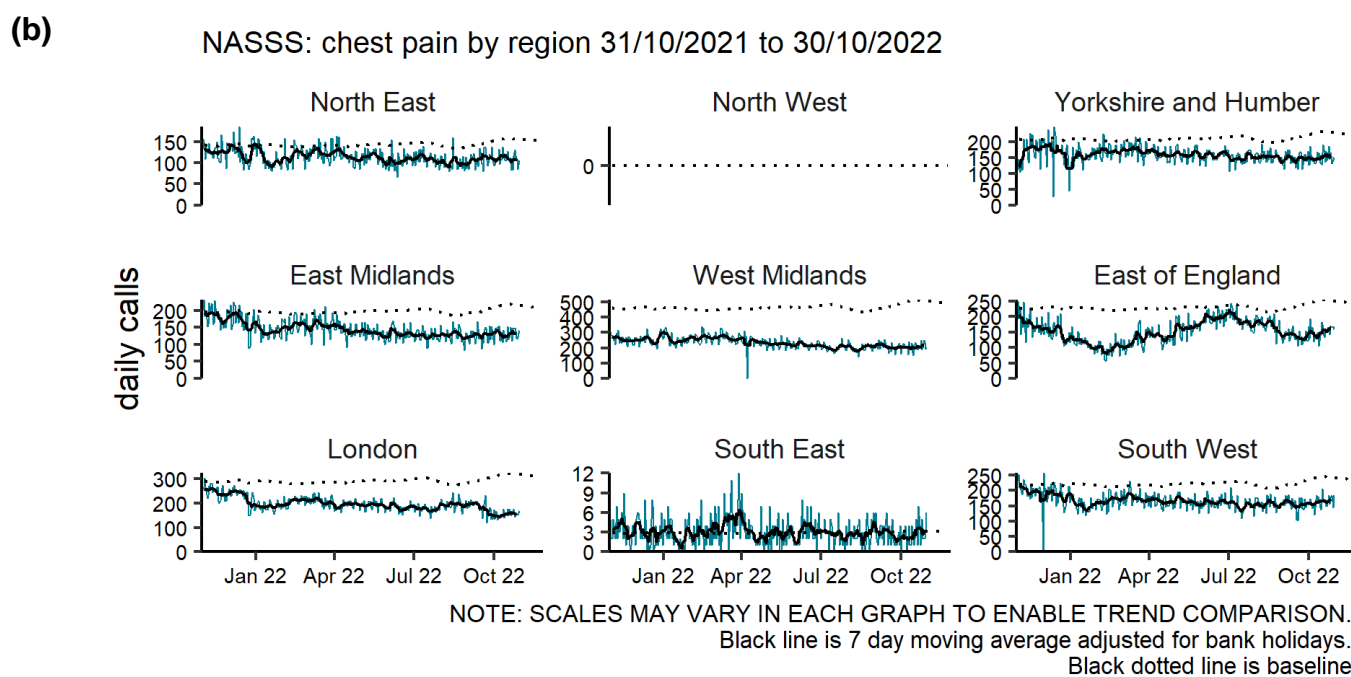 (b)
NASSS: chest pain by region 31/10/2021 to 30/10/2022
daily calls
North East
150
100
50
0
North West
0
Yorkshire and Humber
200
150
100
50
0
East Midlands
200
150
100
50
0
West Midlands
500
400
300
200
100
0
East of England
250
200
150
100
50
0
London
300
200
100
0
South East
12
9
6
3
0
South West
250
200
150
100
50
0
Jan 22 Apr 22 Jul 22 Oct 22
Jan 22 Apr 22 Jul 22 Oct 22
Jan 22 Apr 22 Jul 22 Oct 22
NOTE: SCALES MAY VARY IN EACH GRAPH TO ENABLE TREND COMPARISON.
Black line is 7 day moving average adjusted for bank holidays.
Black dotted line is baseline